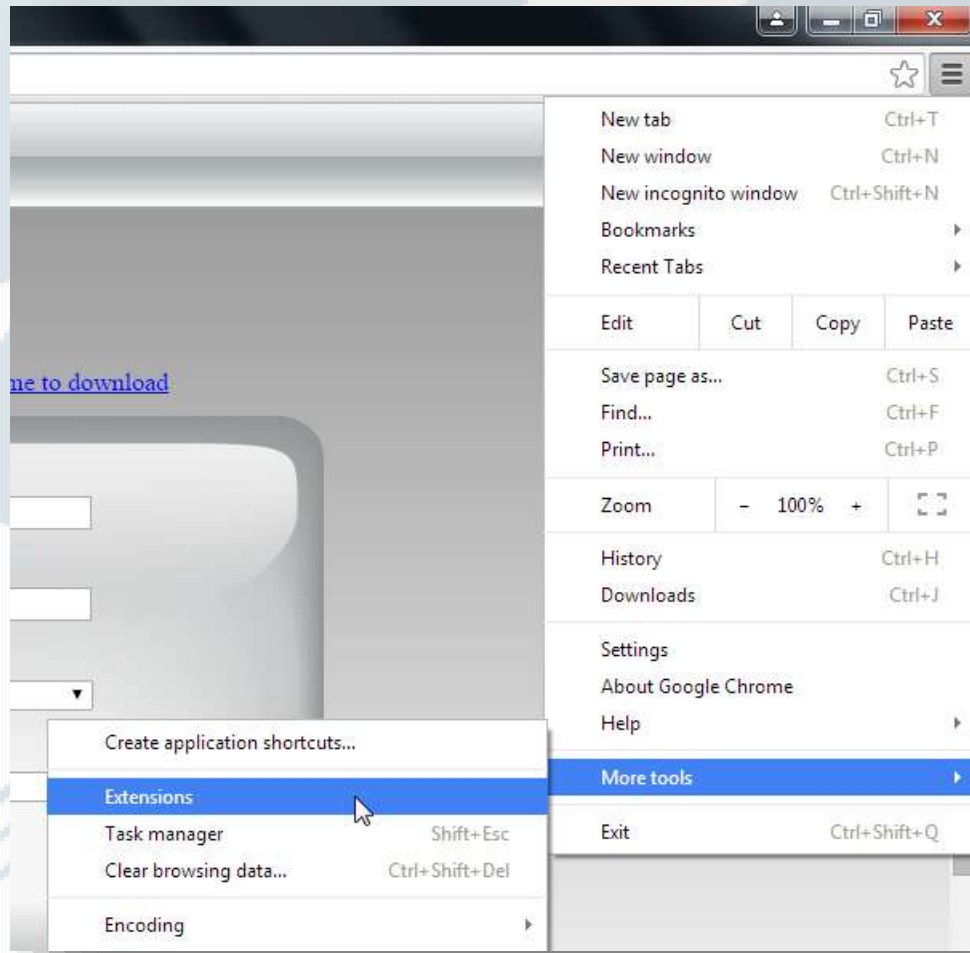 New tab Ctrl+T
New window Ctrl+N
New incognito window Ctrl+Shift+N
Bookmarks
Recent Tabs
Edit Cut Copy Paste
me to download
Save page as... Ctrl+S
Find... Ctrl+F
Print... Ctrl+P
Zoom - 100% +
History Ctrl+H
Downloads Ctrl+J
Settings
About Google Chrome
Help
More tools
Exit Ctrl+Shift+Q
Create application shortcuts...
Extensions
Task manager Shift+Esc
Clear browsing data... Ctrl+Shift+Del
Encoding